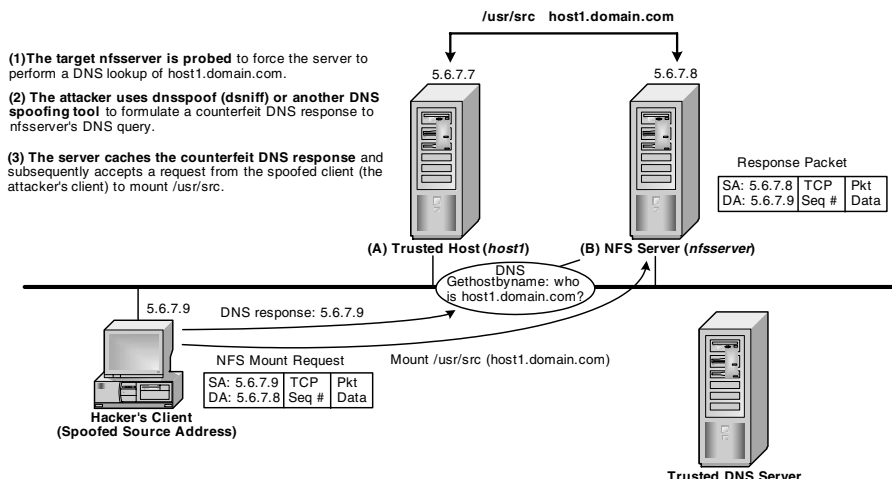 /usr/src host1.domain.com
(1)The target nfsserver is probed to force the server to
perform a DNS lookup of host1.domain.com.
(2) The attacker uses dnsspoof (dsniff) or another DNS
spoofing tool to formulate a counterfeit DNS response to
nfsserver's DNS query.
(3) The server caches the counterfeit DNS response and
subsequently accepts a request from the spoofed client (the
attacker's client) to mount /usr/src.
5.6.7.7
5.6.7.8
Response Packet
SA: 5.6.7.8 TCP Pkt
DA: 5.6.7.9 Seq # Data
(A) Trusted Host (host1)
(B) NFS Server (nfsserver)
DNS
Gethostbyname: who
is host1.domain.com?
5.6.7.9
DNS response: 5.6.7.9
Mount /usr/src (host1.domain.com)
NFS Mount Request
SA: 5.6.7.9 TCP Pkt
DA: 5.6.7.8 Seq # Data
Hacker's Client
(Spoofed Source Address)
Trusted DNS Server